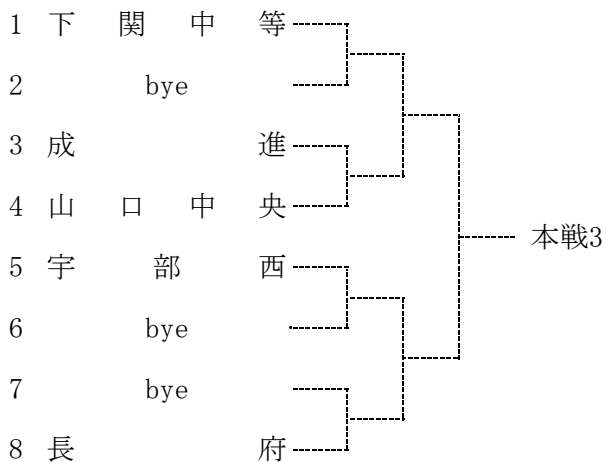 1 下関中等
2 bye
3 成進
4 山口中央
本戦3
5 宇部西
6 bye
7 bye
8 長府